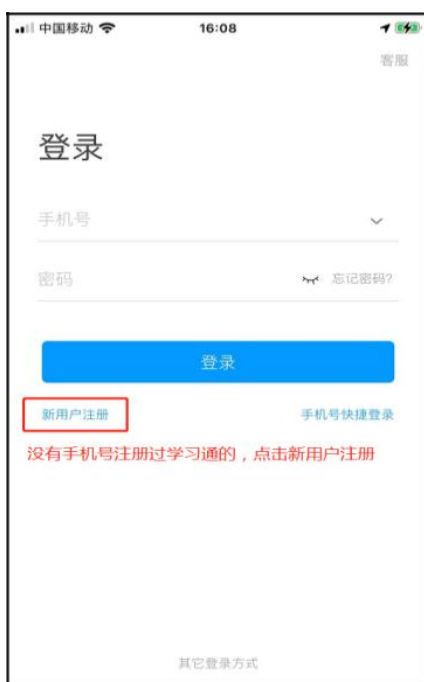 中国移动 16:08
客服
登录
手机号
密码 忘记密码?
登录
新用户注册 手机号快捷登录
没有手机号注册过学习通的，点击新用户注册
其它登录方式